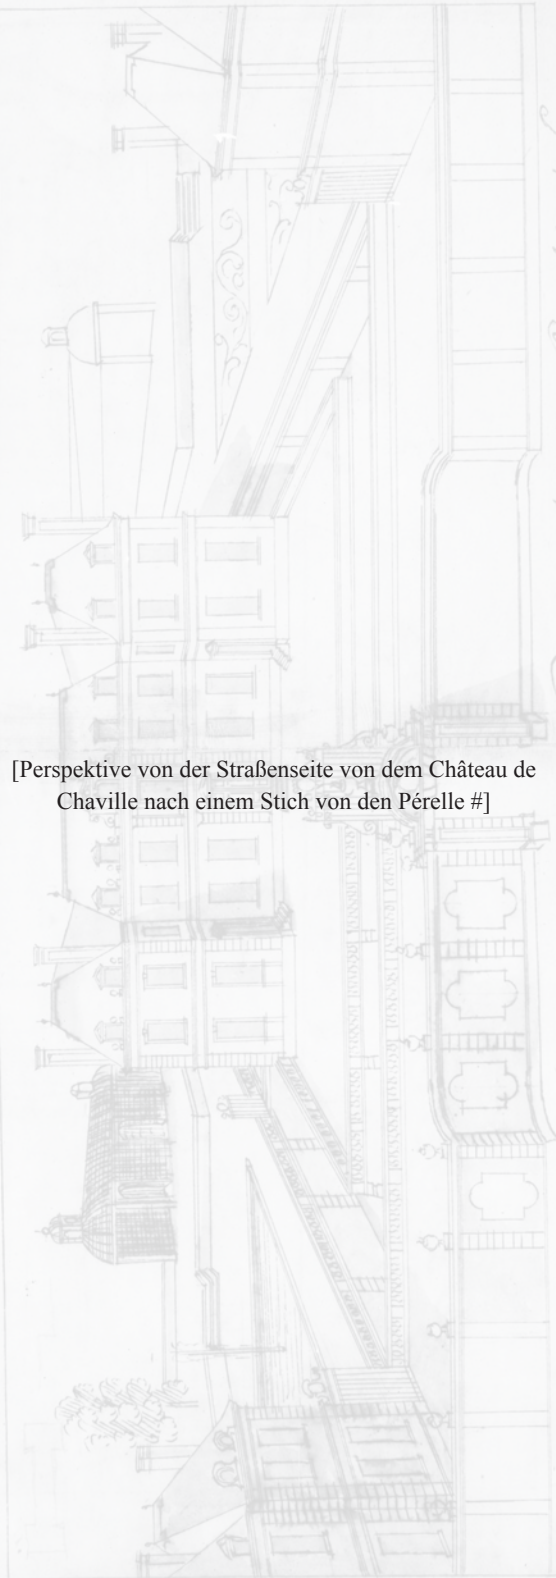 [Perspektive von der Straßenseite von dem Château de
Chaville nach einem Stich von den Pérelle #]